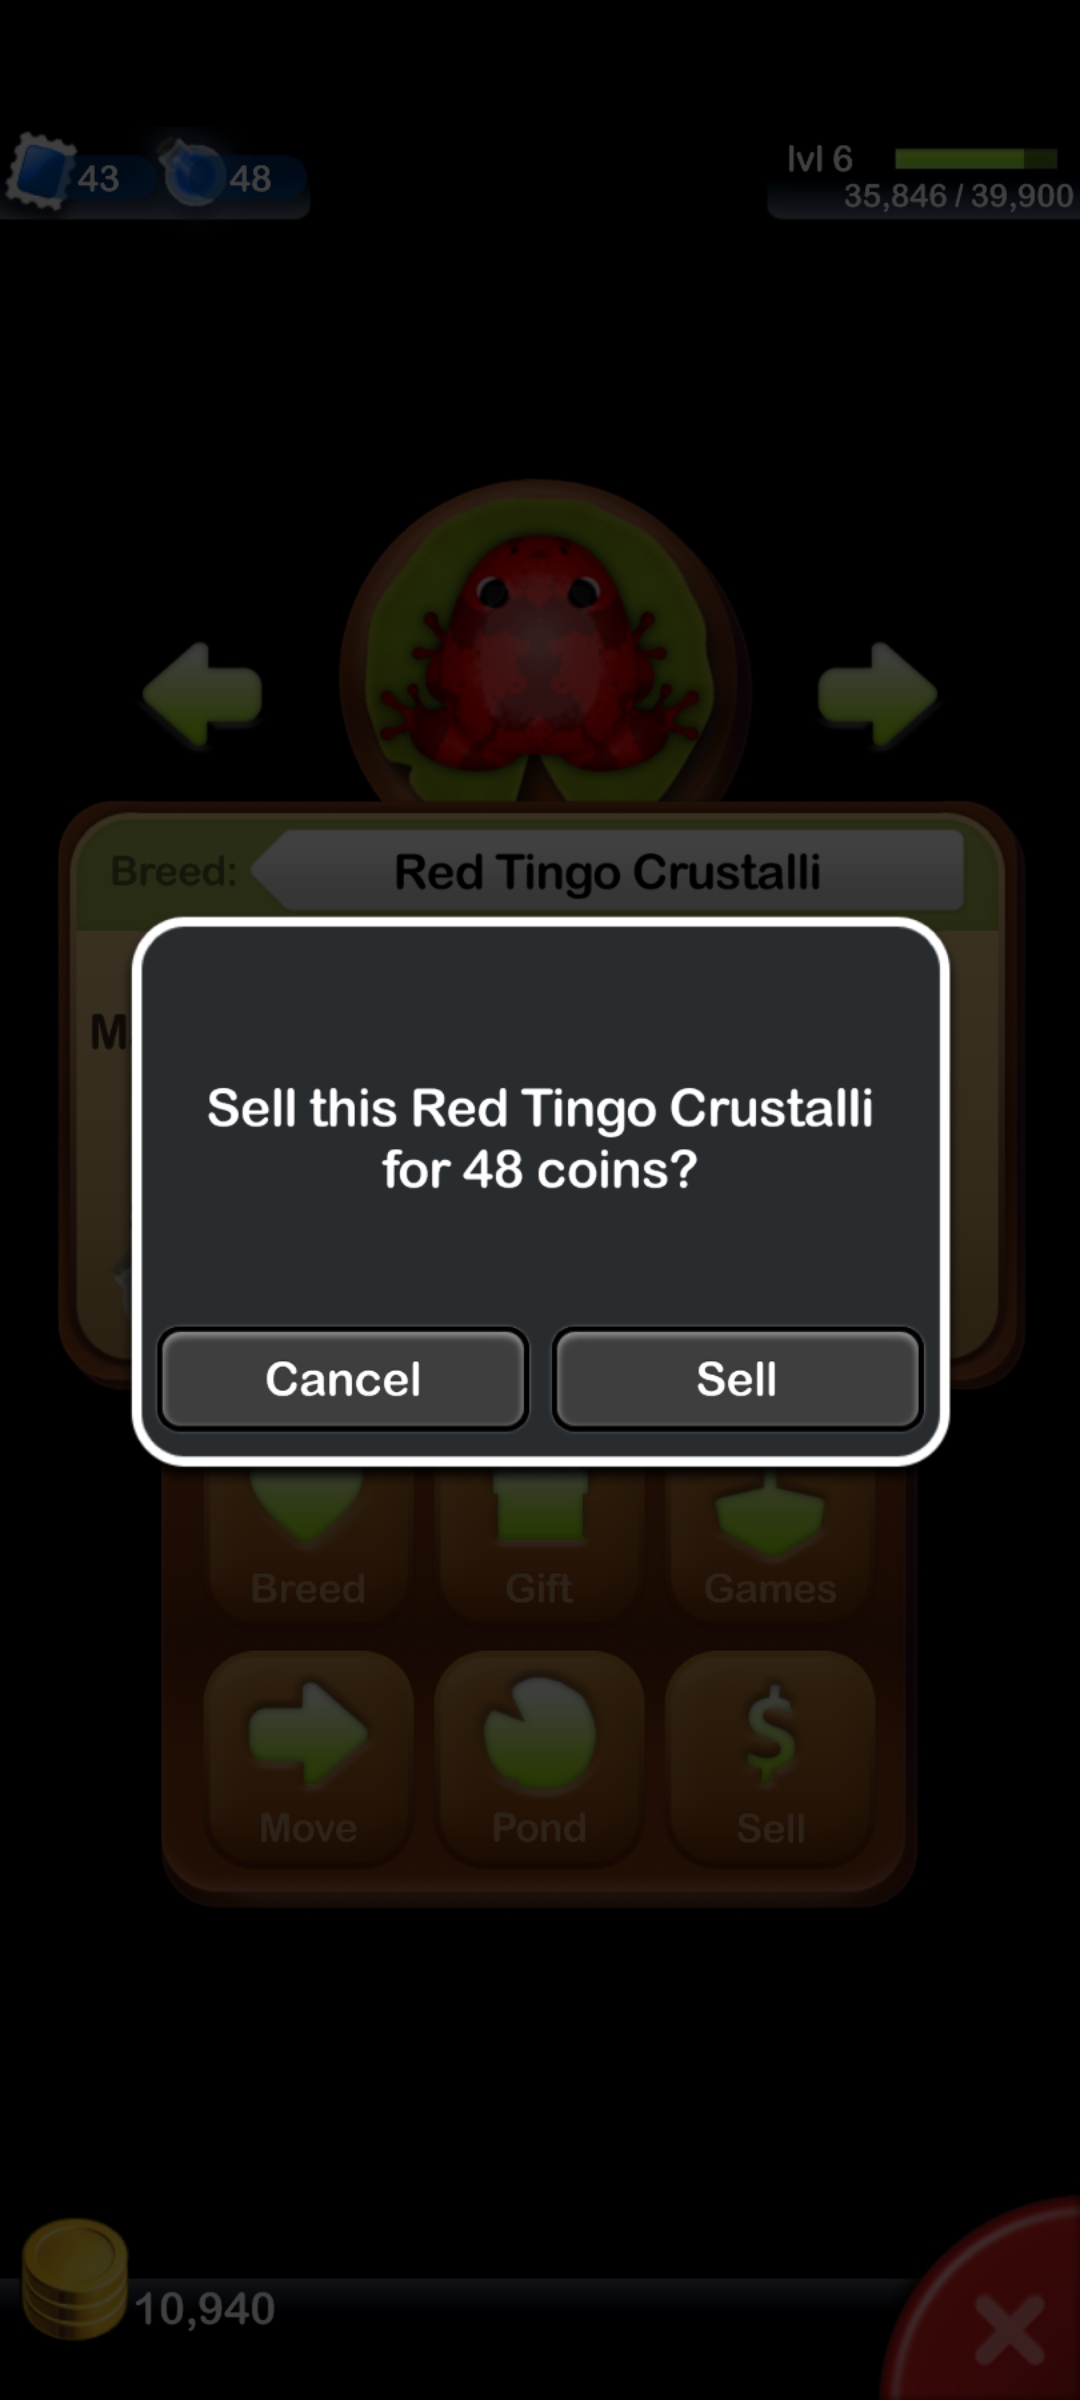 43
48
lvl 6
35,846 / 39,900
Breed:
Red Tingo Crustalli
M
Sell this Red Tingo Crustalli
for 48 coins?
Cancel
Sell
Breed
Gift
Games
Move
Pond
$
Sell
10,940